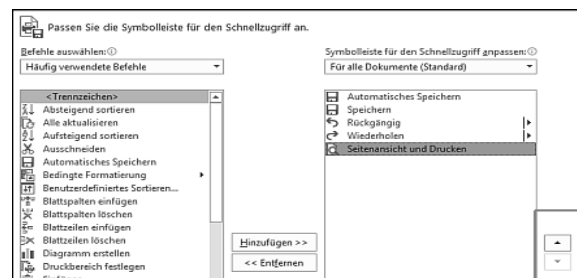 Passen Sie die Symbolleiste für den Schnellzugriff an.
Befehle auswählen:
Häufig verwendete Befehle
<Trennzeichen>
Absteigend sortieren
Alle aktualisieren
Aufsteigend sortieren
Ausschneiden
Automatisches Speichern
Bedingte Formatierung
Benutzerdefiniertes Sortieren...
Blattspalten einfügen
Blattspalten löschen
Blattzeilen einfügen
Blattzeilen löschen
Diagramm erstellen
Druckbereich festlegen
Hinzufügen >>
<< Entfernen
Symbolleiste für den Schnellzugriff anpassen:
Für alle Dokumente (Standard)
Automatisches Speichern
Speichern
Rückgängig
Wiederholen
Seitenansicht und Drucken